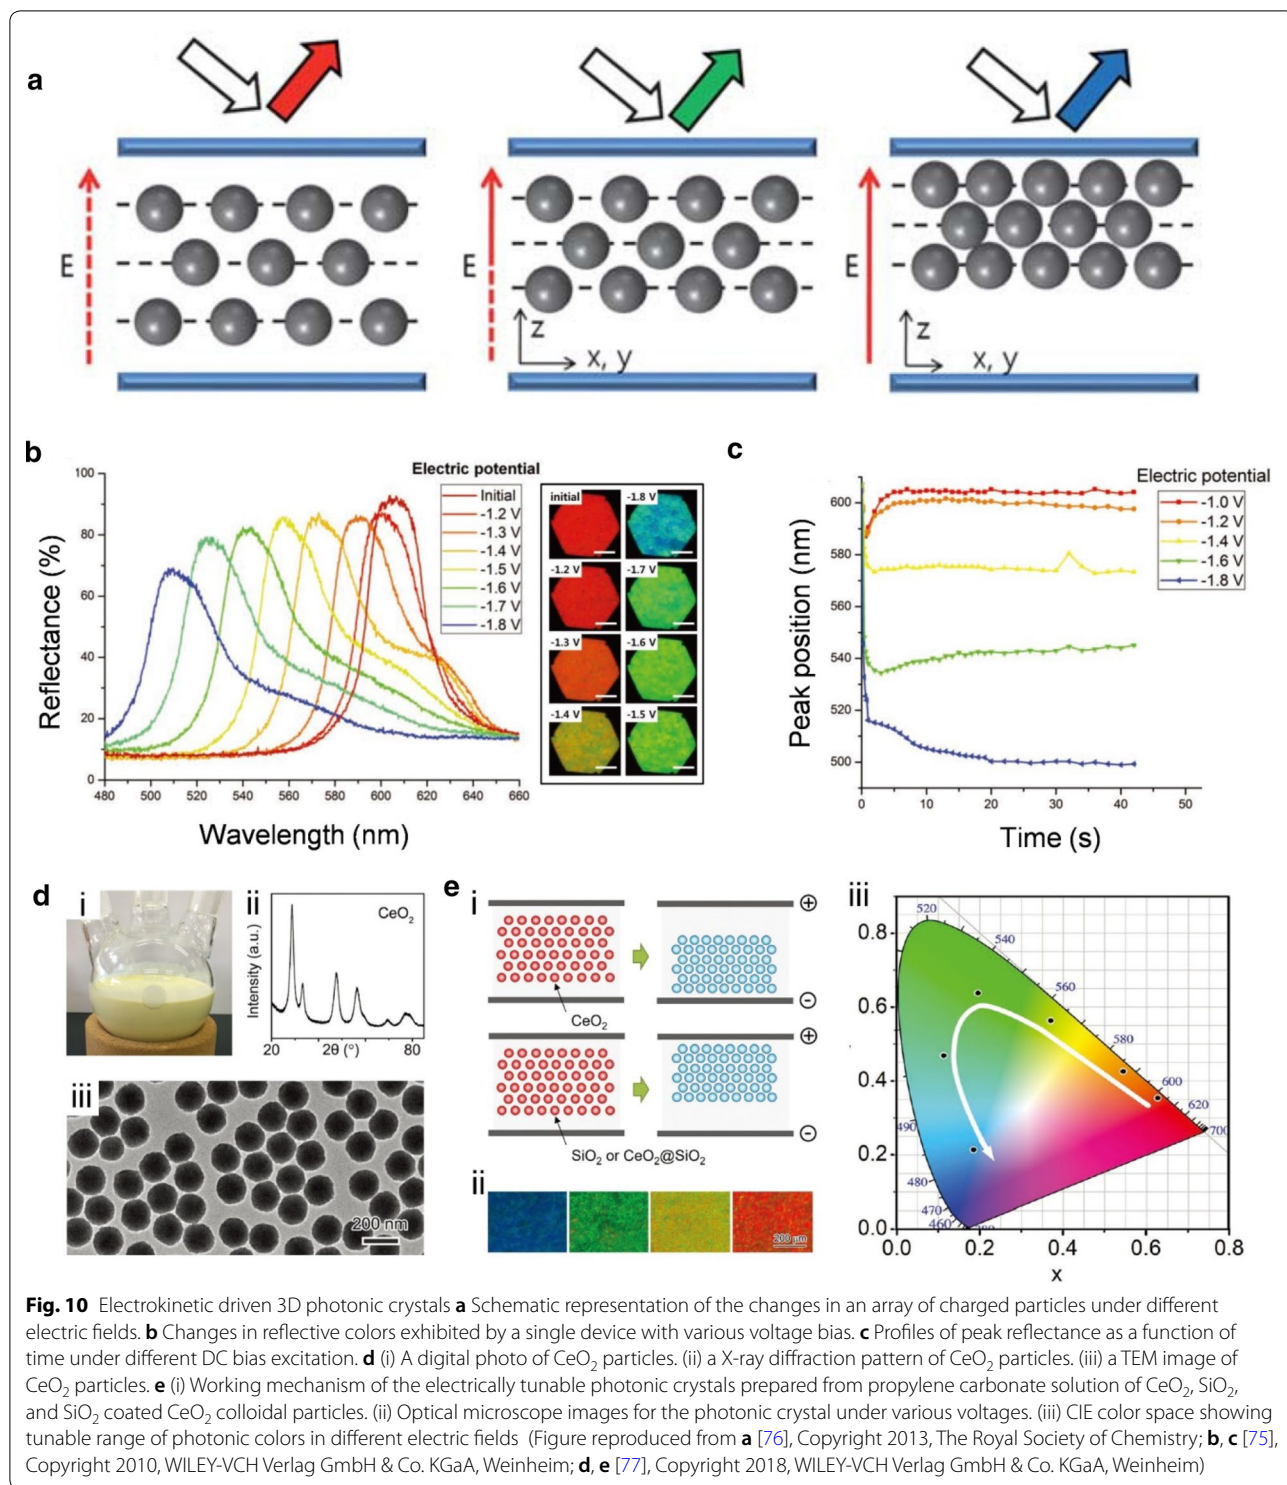 a
E
E
z
x, y
E
z
x, y
b
Electric potential
Initial
-1.2 V
-1.3 V
-1.4 V
-1.5 V
-1.6 V
-1.7 V
-1.8 V
Reflectance (%)
100
80
60
40
20
0
480 500 520 540 560 580 600 620 640 660
Wavelength (nm)
initial -1.8 V
-1.2 V -1.7 V
-1.3 V -1.6 V
-1.4 V -1.5 V
c
Electric potential
-1.0 V
-1.2 V
-1.4 V
-1.6 V
-1.8 V
Peak position (nm)
600
580
560
540
520
500
0 10 20 30 40 50
Time (s)
d
i
ii
CeO₂
Intensity (a.u.)
20 2θ (°) 80
iii
200 nm
e
i
+
−
CeO₂
+
−
SiO₂ or CeO₂@SiO₂
ii
200 µm
iii
520
540
560
580
600
620
700
490
480
470
460
0.8
0.6
0.4
0.2
0.0
0.0 0.2 0.4 0.6 0.8
x
Fig. 10 Electrokinetic driven 3D photonic crystals a Schematic representation of the changes in an array of charged particles under different
electric fields. b Changes in reflective colors exhibited by a single device with various voltage bias. c Profiles of peak reflectance as a function of
time under different DC bias excitation. d (i) A digital photo of CeO₂ particles. (ii) a X-ray diffraction pattern of CeO₂ particles. (iii) a TEM image of
CeO₂ particles. e (i) Working mechanism of the electrically tunable photonic crystals prepared from propylene carbonate solution of CeO₂, SiO₂,
and SiO₂ coated CeO₂ colloidal particles. (ii) Optical microscope images for the photonic crystal under various voltages. (iii) CIE color space showing
tunable range of photonic colors in different electric fields (Figure reproduced from a [76], Copyright 2013, The Royal Society of Chemistry; b, c [75],
Copyright 2010, WILEY-VCH Verlag GmbH & Co. KGaA, Weinheim; d, e [77], Copyright 2018, WILEY-VCH Verlag GmbH & Co. KGaA, Weinheim)